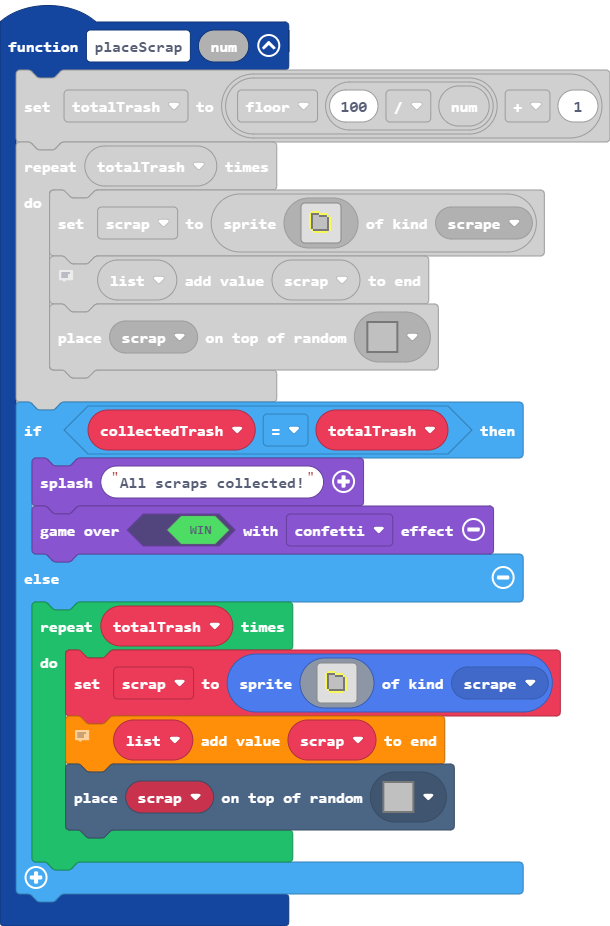 function placeScrap num
set totalTrash to floor 100 / num + 1
repeat totalTrash times
do
set scrap to sprite of kind scrape
list add value scrap to end
place scrap on top of random
if collectedTrash = totalTrash then
splash "All scraps collected!"
game over WIN with confetti effect
else
repeat totalTrash times
do
set scrap to sprite of kind scrape
list add value scrap to end
place scrap on top of random